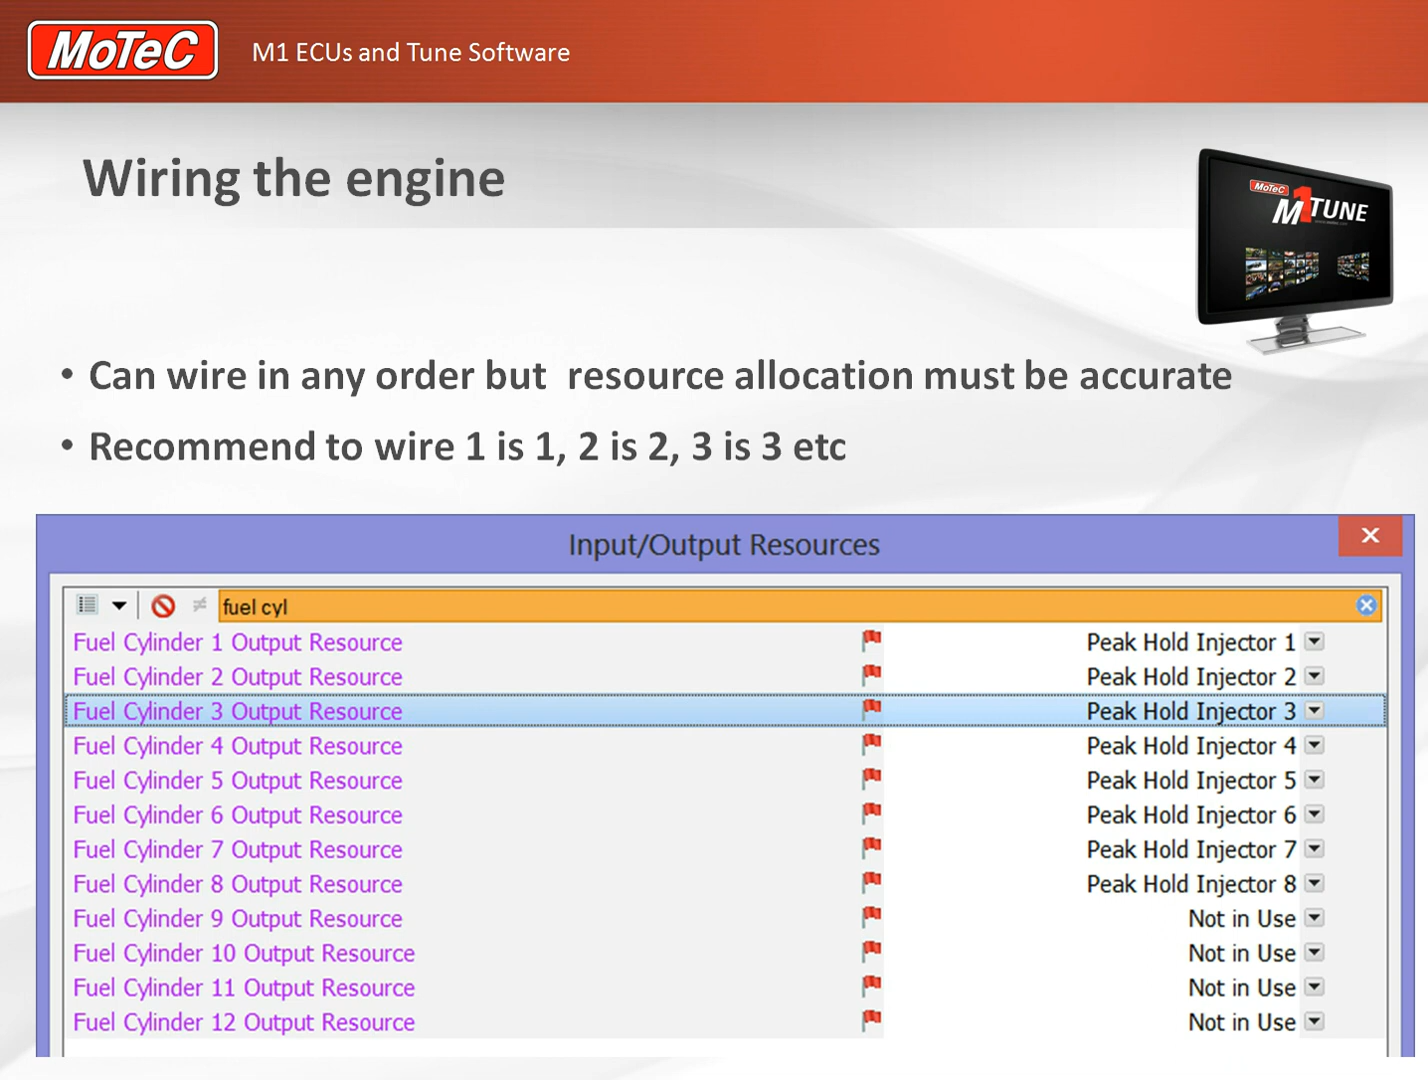 MoTeC
M1 ECUs and Tune Software
Wiring the engine
MoTeC
M1 TUNE
• Can wire in any order but  resource allocation must be accurate
• Recommend to wire 1 is 1, 2 is 2, 3 is 3 etc
Input/Output Resources
fuel cyl
Fuel Cylinder 1 Output Resource Peak Hold Injector 1
Fuel Cylinder 2 Output Resource Peak Hold Injector 2
Fuel Cylinder 3 Output Resource Peak Hold Injector 3
Fuel Cylinder 4 Output Resource Peak Hold Injector 4
Fuel Cylinder 5 Output Resource Peak Hold Injector 5
Fuel Cylinder 6 Output Resource Peak Hold Injector 6
Fuel Cylinder 7 Output Resource Peak Hold Injector 7
Fuel Cylinder 8 Output Resource Peak Hold Injector 8
Fuel Cylinder 9 Output Resource Not in Use
Fuel Cylinder 10 Output Resource Not in Use
Fuel Cylinder 11 Output Resource Not in Use
Fuel Cylinder 12 Output Resource Not in Use